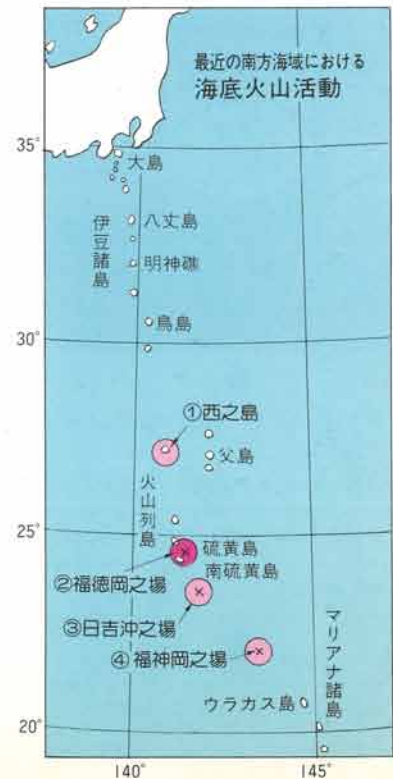 最近の南方海域における
海底火山活動
35°
大島
伊豆諸島
八丈島
明神礁
鳥島
30°
①西之島
父島
火山列島
25°
硫黄島
南硫黄島
②福徳岡之場
③日吉沖之場
④福神岡之場
マリアナ諸島
ウラカス島
20°
140°
145°